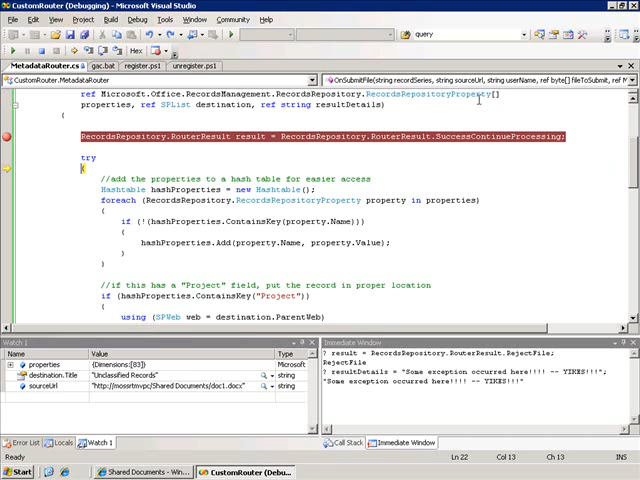 CustomRouter (Debugging) - Microsoft Visual Studio
File Edit View Project Build Debug Tools Window Community Help
query
Hex
MetadataRouter.cs gac.bat register.ps1 unregister.ps1
CustomRouter.MetadataRouter OnSubmitFile(string recordSeries, string sourceUrl, string userName, ref byte[] fileToSubmit, ref M
ref Microsoft.Office.RecordsManagement.RecordsRepository.RecordsRepositoryProperty[]
properties, ref SPList destination, ref string resultDetails)
{
RecordsRepository.RouterResult result = RecordsRepository.RouterResult.SuccessContinueProcessing;
try
{
//add the properties to a hash table for easier access
Hashtable hashProperties = new Hashtable();
foreach (RecordsRepository.RecordsRepositoryProperty property in properties)
{
if (!(hashProperties.ContainsKey(property.Name)))
{
hashProperties.Add(property.Name, property.Value);
}
}
//if this has a "Project" field, put the record in proper location
if (hashProperties.ContainsKey("Project"))
using (SPWeb web = destination.ParentWeb)
Watch 1
Name Value Type
properties {Dimensions:[83]} Microsoft
destination.Title "Unclassified Records" string
sourceUrl "http://mossrtmvpc/Shared Documents/doc1.docx" string
Error List Locals Watch 1
Immediate Window
? result = RecordsRepository.RouterResult.RejectFile;
RejectFile
? resultDetails = "Some exception occurred here!!!! -- YIKES!!!";
"Some exception occurred here!!!! -- YIKES!!!"
Call Stack Immediate Window
Ready Ln 22 Col 13 Ch 13 INS
Start Shared Documents - Win... CustomRouter (Debu...